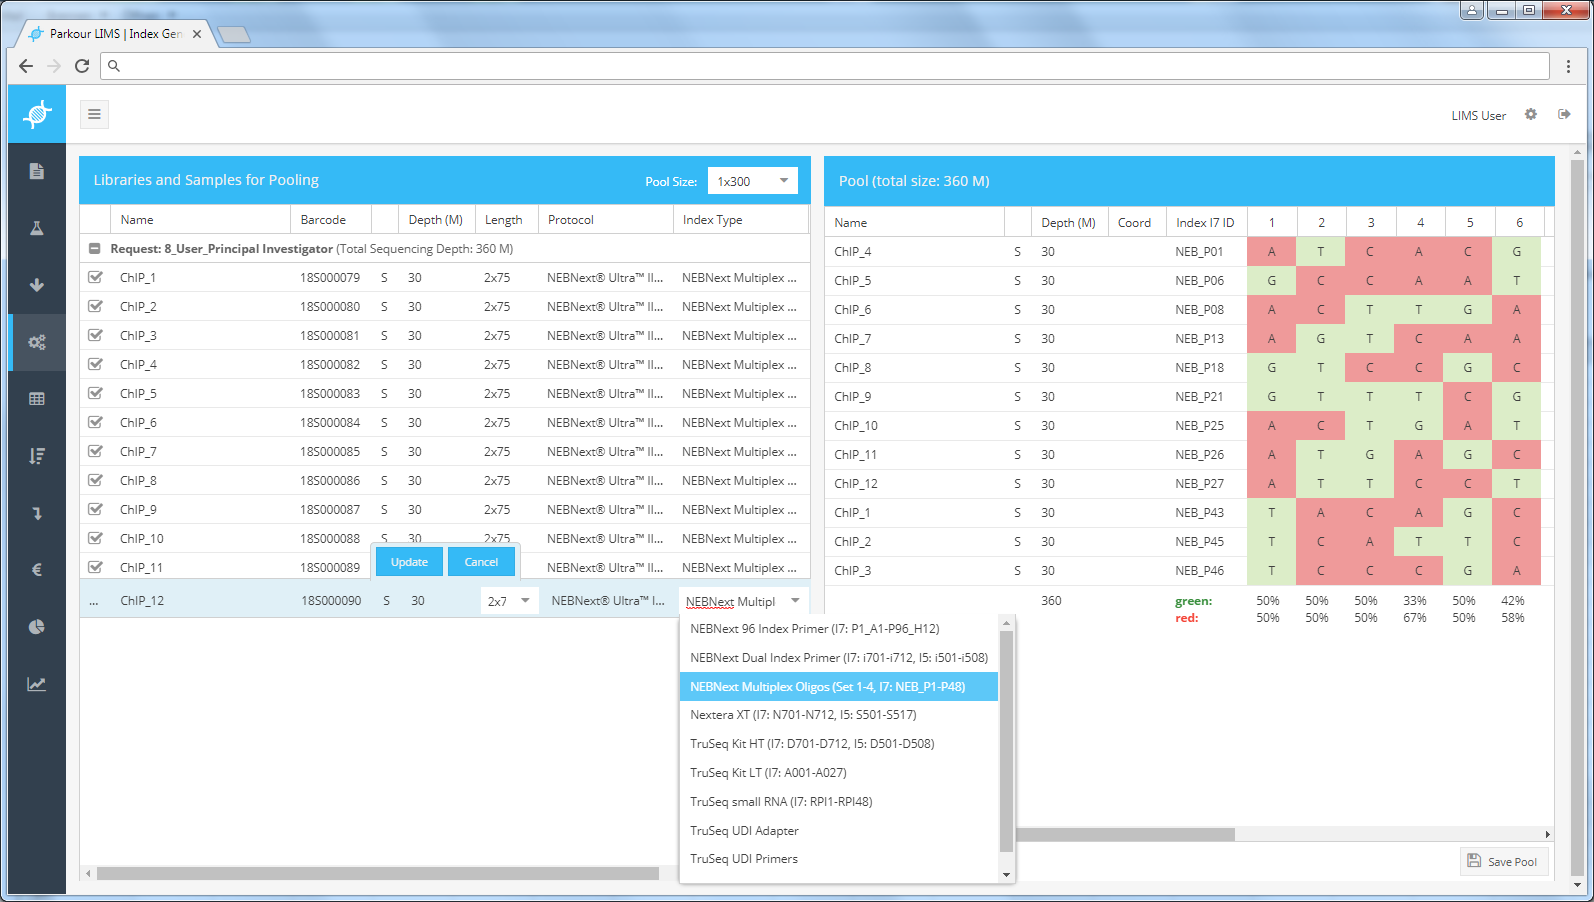 Parkour LIMS | Index Gen
LIMS User
Libraries and Samples for Pooling
Pool Size: 1x300
Name Barcode Depth (M) Length Protocol Index Type
Request: 8_User_Principal Investigator (Total Sequencing Depth: 360 M)
ChIP_1 18S000079 S 30 2x75 NEBNext® Ultra™ II... NEBNext Multiplex ...
ChIP_2 18S000080 S 30 2x75 NEBNext® Ultra™ II... NEBNext Multiplex ...
ChIP_3 18S000081 S 30 2x75 NEBNext® Ultra™ II... NEBNext Multiplex ...
ChIP_4 18S000082 S 30 2x75 NEBNext® Ultra™ II... NEBNext Multiplex ...
ChIP_5 18S000083 S 30 2x75 NEBNext® Ultra™ II... NEBNext Multiplex ...
ChIP_6 18S000084 S 30 2x75 NEBNext® Ultra™ II... NEBNext Multiplex ...
ChIP_7 18S000085 S 30 2x75 NEBNext® Ultra™ II... NEBNext Multiplex ...
ChIP_8 18S000086 S 30 2x75 NEBNext® Ultra™ II... NEBNext Multiplex ...
ChIP_9 18S000087 S 30 2x75 NEBNext® Ultra™ II... NEBNext Multiplex ...
ChIP_10 18S000088 S 30 2x75 NEBNext® Ultra™ II... NEBNext Multiplex ...
ChIP_11 18S000089 NEBNext® Ultra™ II... NEBNext Multiplex ...
Update Cancel
... ChIP_12 18S000090 S 30 2x7 NEBNext® Ultra™ I... NEBNext Multipl
NEBNext 96 Index Primer (I7: P1_A1-P96_H12)
NEBNext Dual Index Primer (I7: i701-i712, I5: i501-i508)
NEBNext Multiplex Oligos (Set 1-4, I7: NEB_P1-P48)
Nextera XT (I7: N701-N712, I5: S501-S517)
TruSeq Kit HT (I7: D701-D712, I5: D501-D508)
TruSeq Kit LT (I7: A001-A027)
TruSeq small RNA (I7: RPI1-RPI48)
TruSeq UDI Adapter
TruSeq UDI Primers
Pool (total size: 360 M)
Name Depth (M) Coord Index I7 ID 1 2 3 4 5 6
ChIP_4 S 30 NEB_P01 A T C A C G
ChIP_5 S 30 NEB_P06 G C C A A T
ChIP_6 S 30 NEB_P08 A C T T G A
ChIP_7 S 30 NEB_P13 A G T C A A
ChIP_8 S 30 NEB_P18 G T C C G C
ChIP_9 S 30 NEB_P21 G T T T C G
ChIP_10 S 30 NEB_P25 A C T G A T
ChIP_11 S 30 NEB_P26 A T G A G C
ChIP_12 S 30 NEB_P27 A T T C C T
ChIP_1 S 30 NEB_P43 T A C A G C
ChIP_2 S 30 NEB_P45 T C A T T C
ChIP_3 S 30 NEB_P46 T C C C G A
360 green: 50% 50% 50% 33% 50% 42%
red: 50% 50% 50% 67% 50% 58%
Save Pool